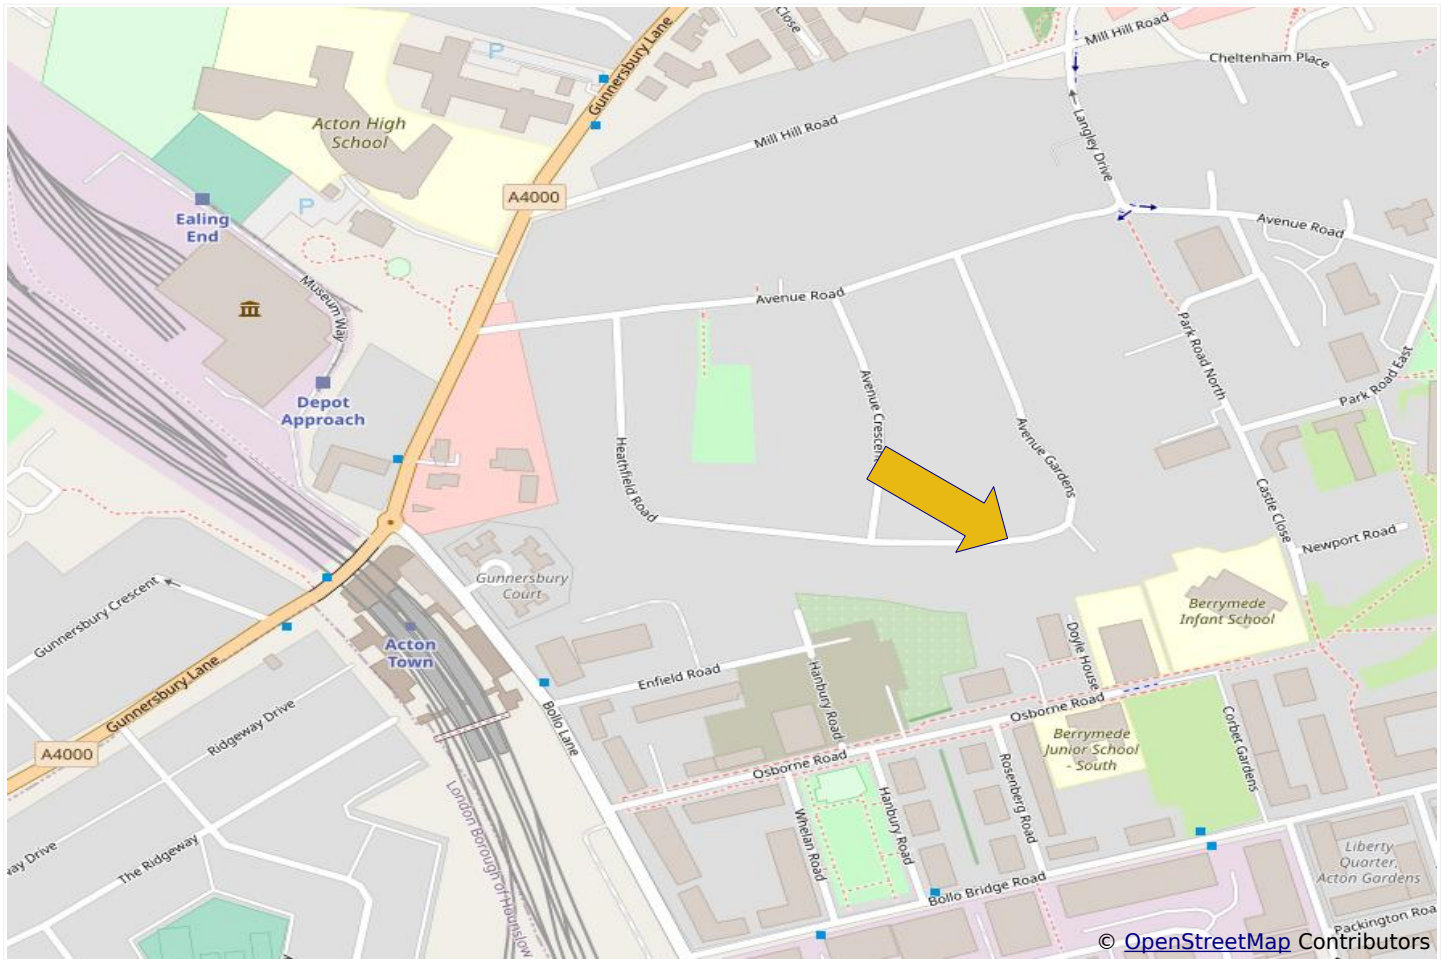 Close
Gunnersbury Lane
Mill Hill Road
Cheltenham Place
P
Acton High
School
Mill Hill Road
Langley Drive
A4000
P
Ealing
End
Avenue Road
Museum Way
Avenue Road
Park Road North
Depot
Approach
Avenue Crescent
Park Road East
Heathfield Road
Avenue Gardens
Castle Close
Newport Road
Gunnersbury
Court
Gunnersbury Crescent
Berrymede
Infant School
Acton
Town
Doyle House
Enfield Road
Hanbury Road
Gunnersbury Lane
Ridgeway Drive
Bollo Lane
Osborne Road
Corbet Gardens
A4000
Berrymede
Junior School
- South
Osborne Road
Rosenberg Road
London Borough of Hounslow
Whelan Road
Hanbury Road
way Drive
The Ridgeway
Liberty
Quarter,
Acton Gardens
Bollo Bridge Road
Packington Roa
© OpenStreetMap Contributors